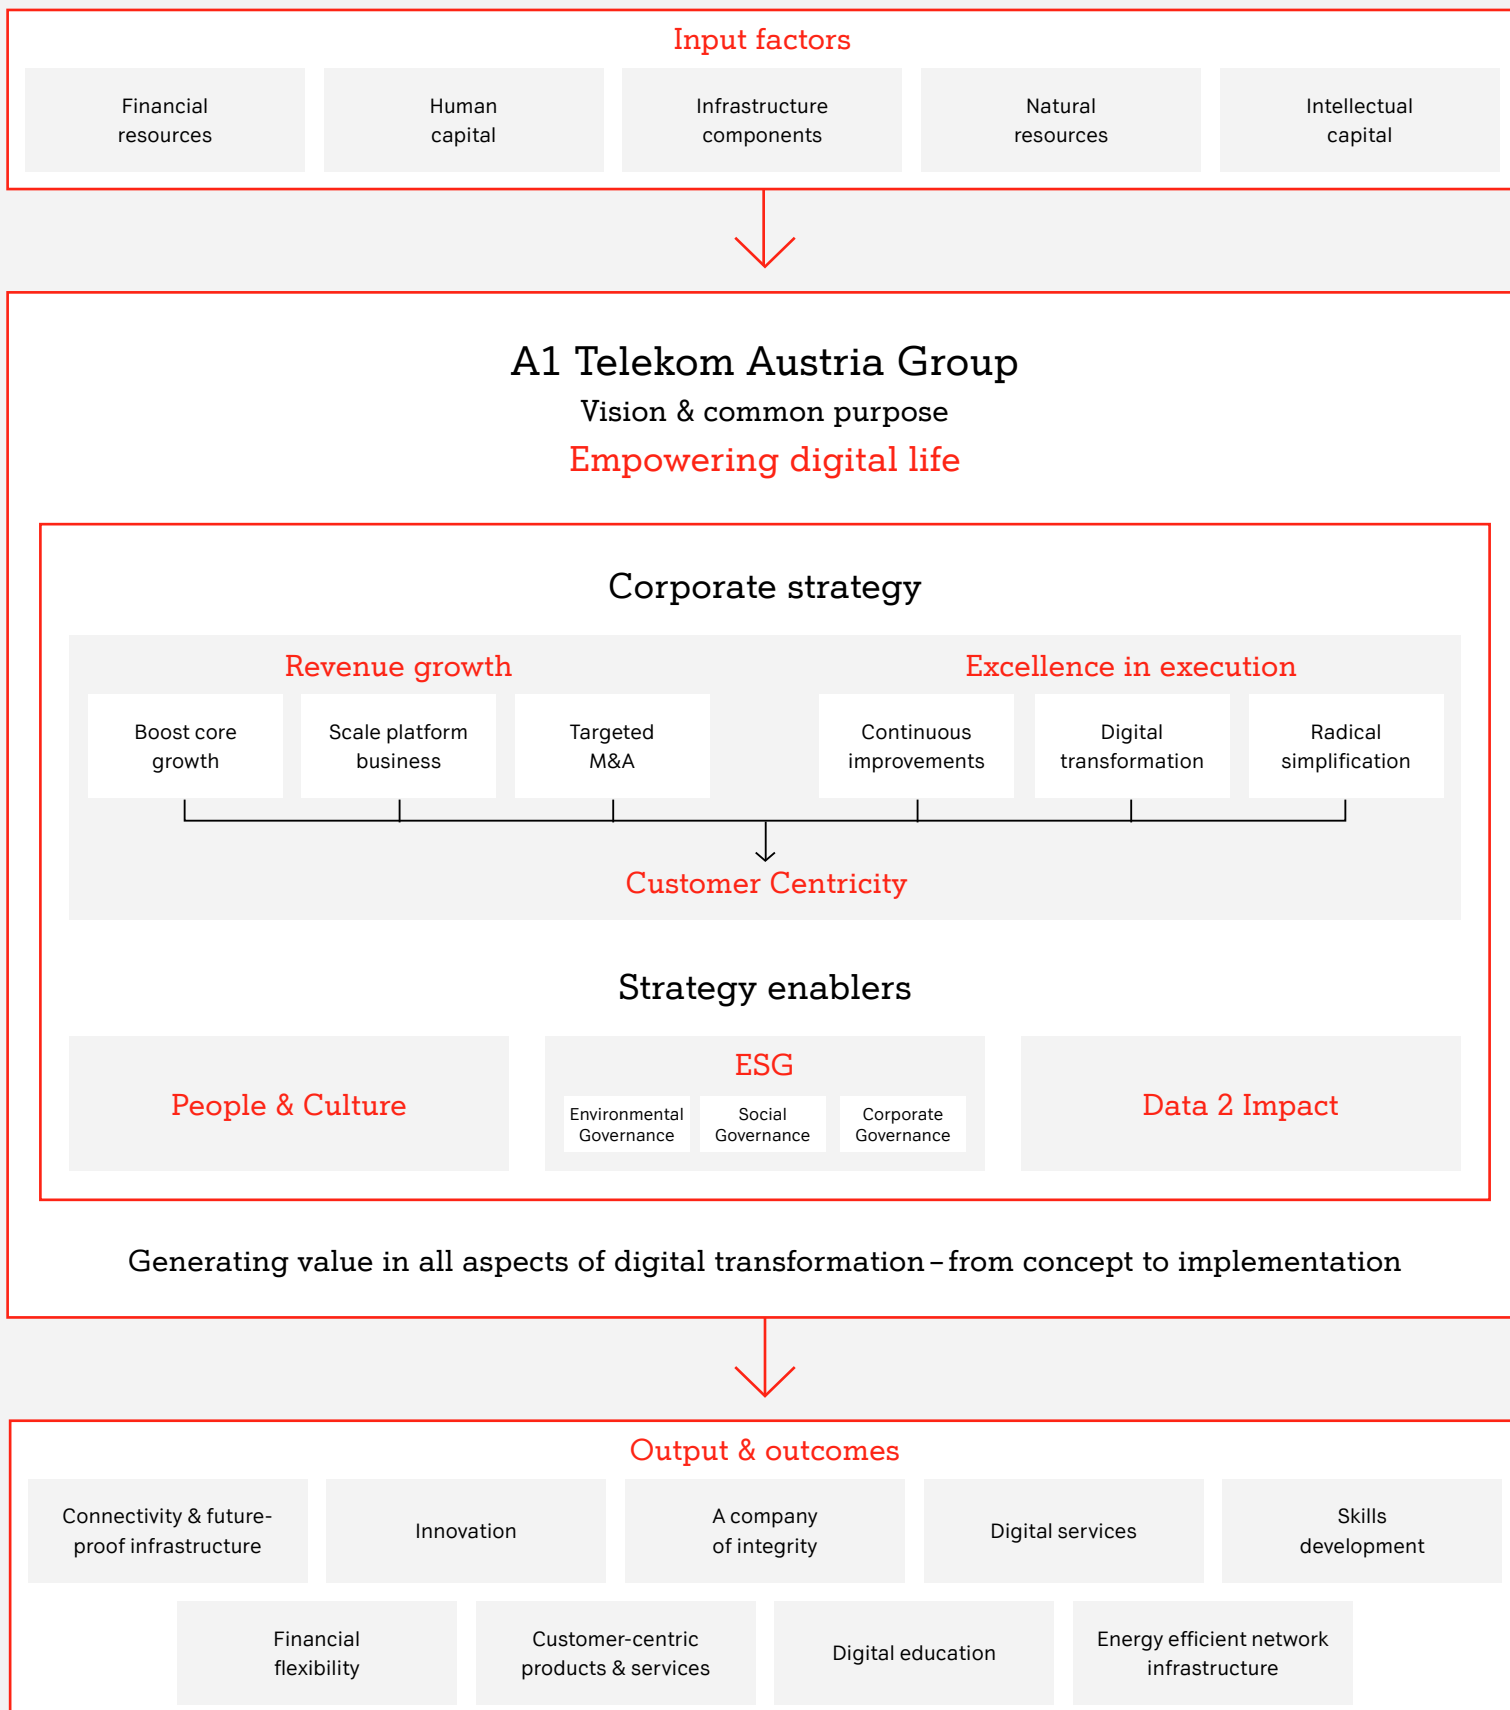 Input factors
Financial
resources
Human
capital
Infrastructure
components
Natural
resources
Intellectual
capital
A1 Telekom Austria Group
Vision & common purpose
Empowering digital life
Corporate strategy
Revenue growth
Boost core
growth
Scale platform
business
Targeted
M&A
Excellence in execution
Continuous
improvements
Digital
transformation
Radical
simplification
Customer Centricity
Strategy enablers
People & Culture
ESG
Environmental
Governance
Social
Governance
Corporate
Governance
Data 2 Impact
Generating value in all aspects of digital transformation – from concept to implementation
Output & outcomes
Connectivity & future-
proof infrastructure
Innovation
A company
of integrity
Digital services
Skills
development
Financial
flexibility
Customer-centric
products & services
Digital education
Energy efficient network
infrastructure